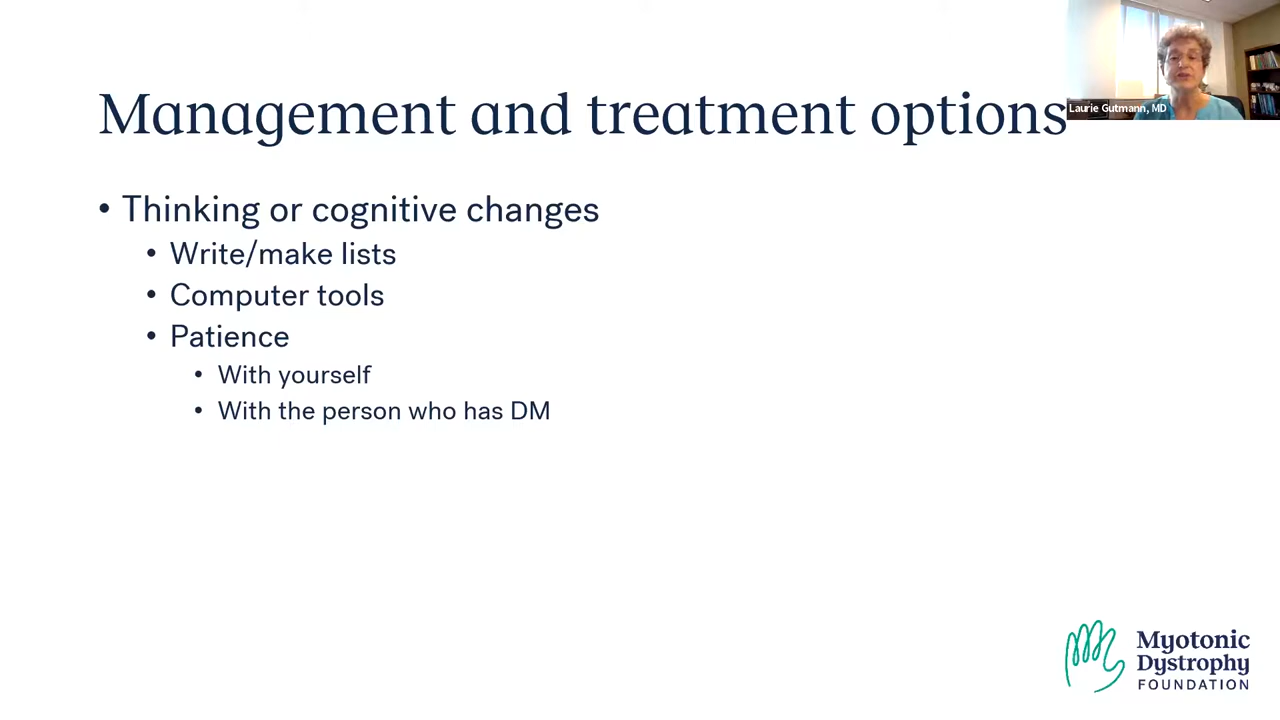 Laurie Gutmann, MD
Management and treatment options
• Thinking or cognitive changes
• Write/make lists
• Computer tools
• Patience
• With yourself
• With the person who has DM
Myotonic
Dystrophy
FOUNDATION